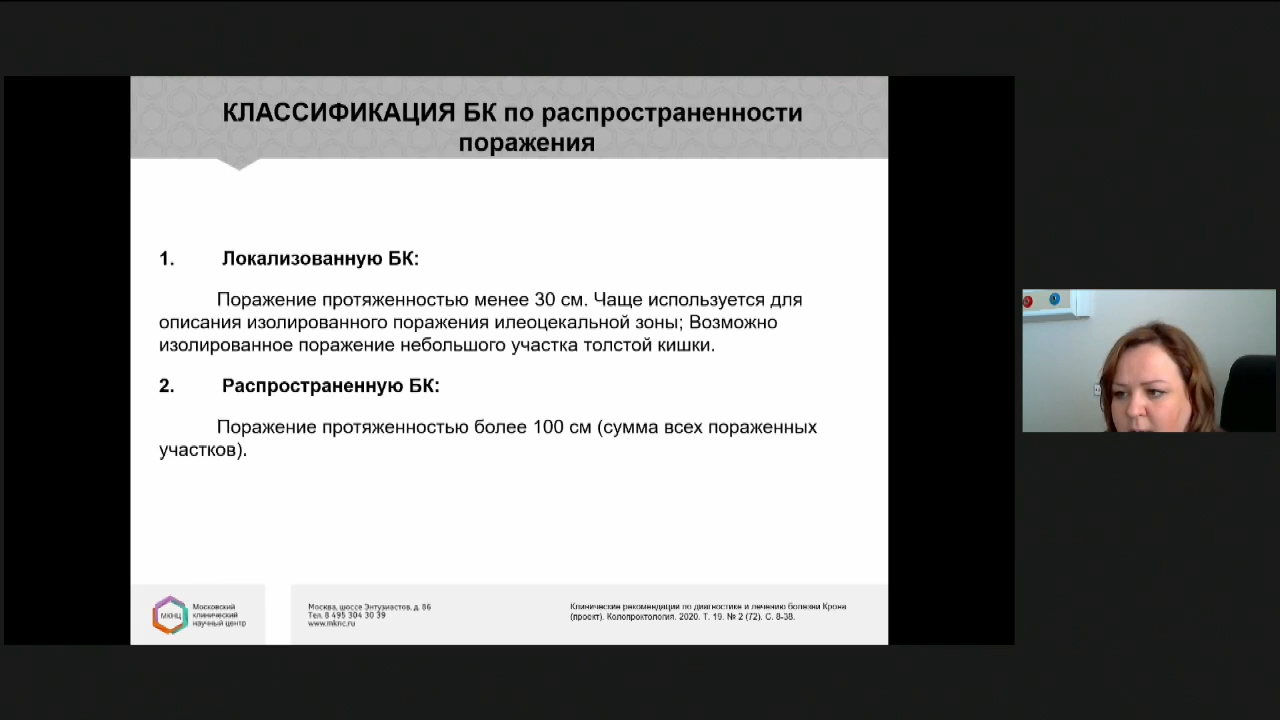 КЛАССИФИКАЦИЯ БК по распространенности
поражения
1. Локализованную БК:
Поражение протяженностью менее 30 см. Чаще используется для
описания изолированного поражения илеоцекальной зоны; Возможно
изолированное поражение небольшого участка толстой кишки.
2. Распространенную БК:
Поражение протяженностью более 100 см (сумма всех пораженных
участков).
МКНЦ
Московский
клинический
научный центр
Москва, шоссе Энтузиастов, д. 86
Тел. 8 495 304 30 39
www.mknc.ru
Клинические рекомендации по диагностике и лечению болезни Крона
(проект). Колопроктология. 2020. Т. 19. № 2 (72). С. 8-38.